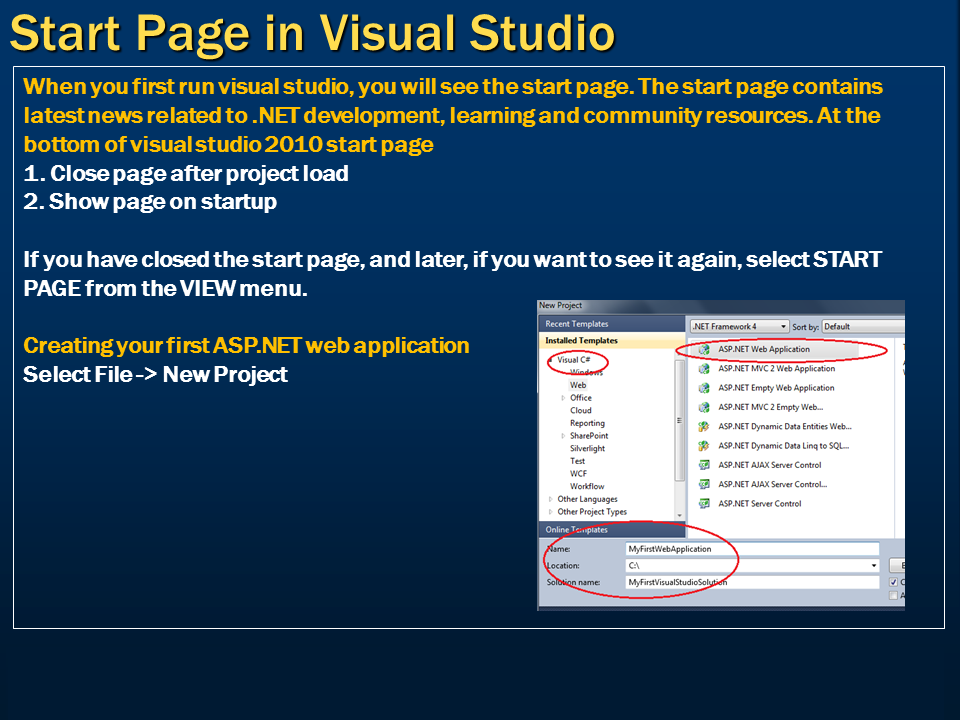 Start Page in Visual Studio
When you first run visual studio, you will see the start page. The start page contains
latest news related to .NET development, learning and community resources. At the
bottom of visual studio 2010 start page
1. Close page after project load
2. Show page on startup
If you have closed the start page, and later, if you want to see it again, select START
PAGE from the VIEW menu.
Creating your first ASP.NET web application
Select File -> New Project
New Project
Recent Templates
Installed Templates
Visual C#
Windows
Web
Office
Cloud
Reporting
SharePoint
Silverlight
Test
WCF
Workflow
Other Languages
Other Project Types
Online Templates
.NET Framework 4 Sort by: Default
ASP.NET Web Application
ASP.NET MVC 2 Web Application
ASP.NET Empty Web Application
ASP.NET MVC 2 Empty Web...
ASP.NET Dynamic Data Entities Web...
ASP.NET Dynamic Data Linq to SQL...
ASP.NET AJAX Server Control
ASP.NET AJAX Server Control...
ASP.NET Server Control
Name: MyFirstWebApplication
Location: C:\
Solution name: MyFirstVisualStudioSolution